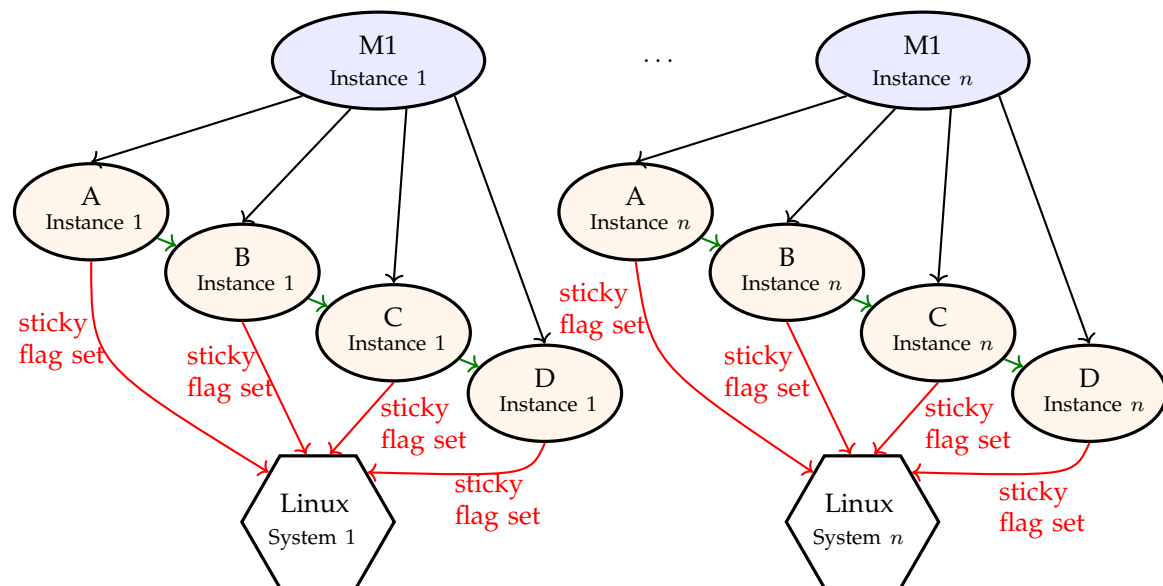 M1
Instance 1
...
M1
Instance n
A
Instance 1
A
Instance n
B
Instance 1
B
Instance n
C
Instance 1
C
Instance n
D
Instance 1
D
Instance n
sticky
flag set
sticky
flag set
sticky
flag set
sticky
flag set
sticky
flag set
sticky
flag set
sticky
flag set
sticky
flag set
Linux
System 1
Linux
System n